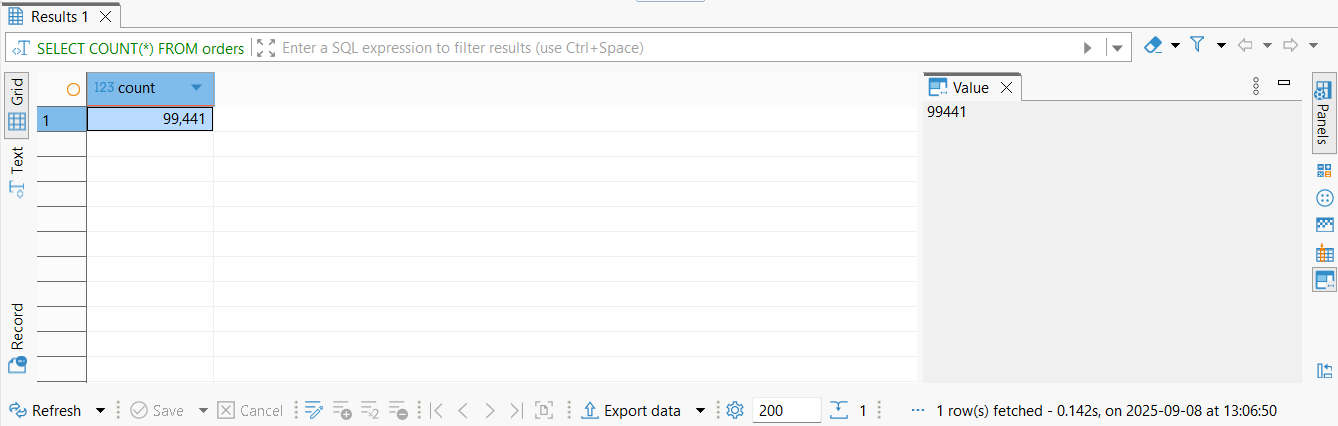 Results 1
SELECT COUNT(*) FROM orders Enter a SQL expression to filter results (use Ctrl+Space)
Grid
Text
Record
123 count
1 99,441
Value
99441
Panels
Refresh Save Cancel Export data 200 1 ... 1 row(s) fetched - 0.142s, on 2025-09-08 at 13:06:50